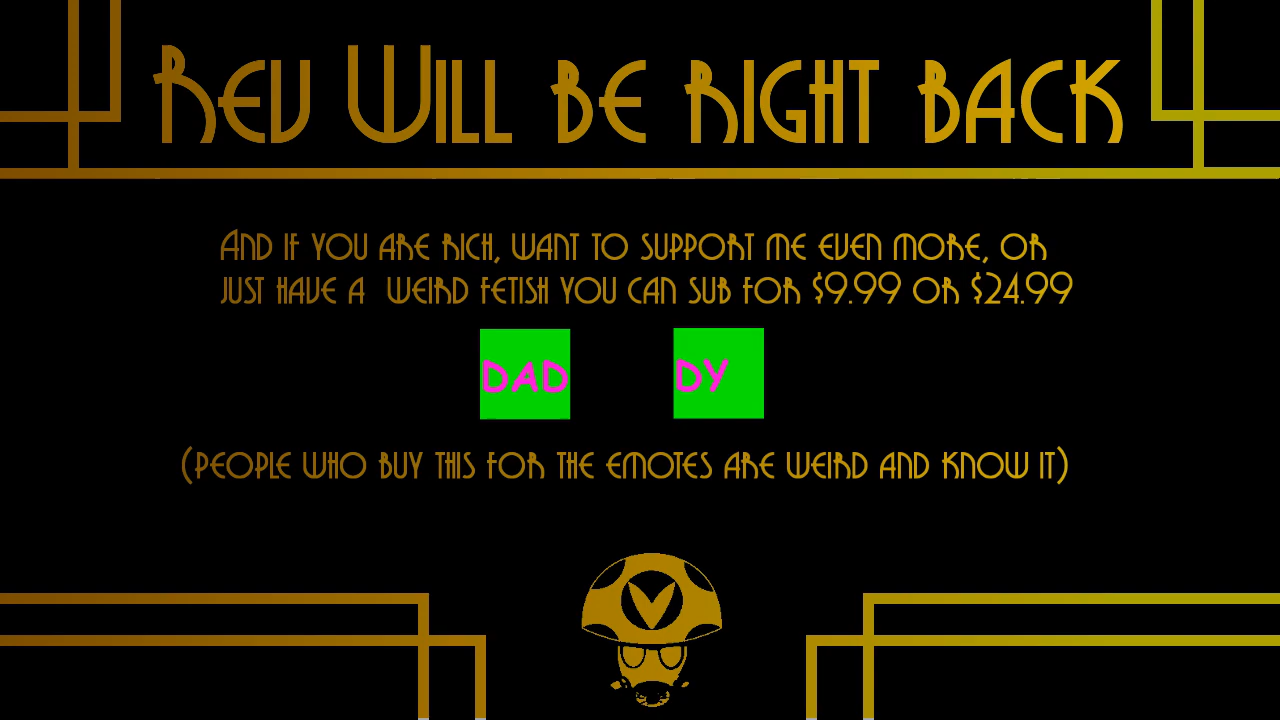 Rev Will be right back
And if you are rich, want to support me even more, or
just have a weird fetish you can sub for $9.99 or $24.99
DAD DY
(people who buy this for the emotes are weird and know it)
V